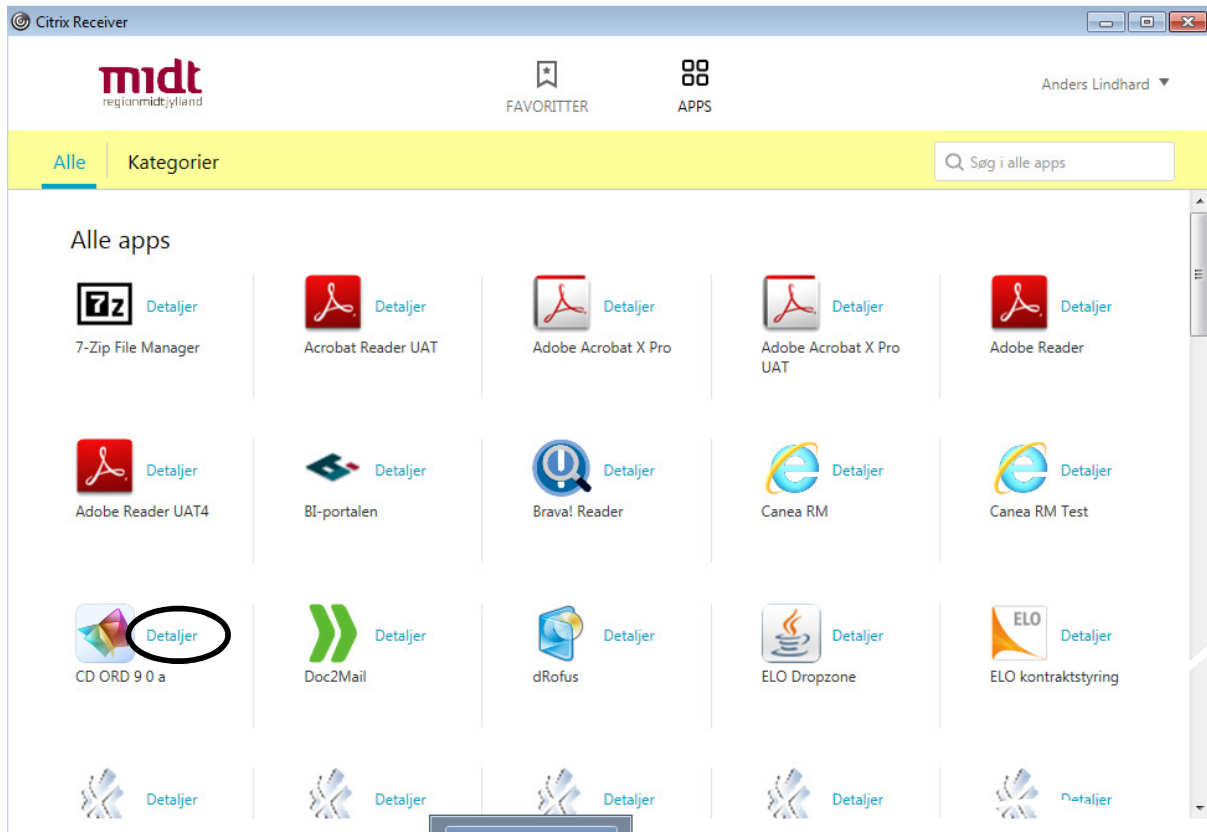 Citrix Receiver
midt
regionmidtjylland
FAVORITTER
APPS
Anders Lindhard
Alle
Kategorier
Søg i alle apps
Alle apps
7z Detaljer Detaljer Detaljer Detaljer Detaljer
7-Zip File Manager Acrobat Reader UAT Adobe Acrobat X Pro Adobe Acrobat X Pro Adobe Reader
UAT
Detaljer Detaljer Detaljer Detaljer Detaljer
Adobe Reader UAT4 BI-portalen Brava! Reader Canea RM Canea RM Test
ELO
Detaljer Detaljer Detaljer Detaljer Detaljer
CD ORD 9 0 a Doc2Mail dRofus ELO Dropzone ELO kontraktstyring
Detaljer Detaljer Detaljer Detaljer Detaljer